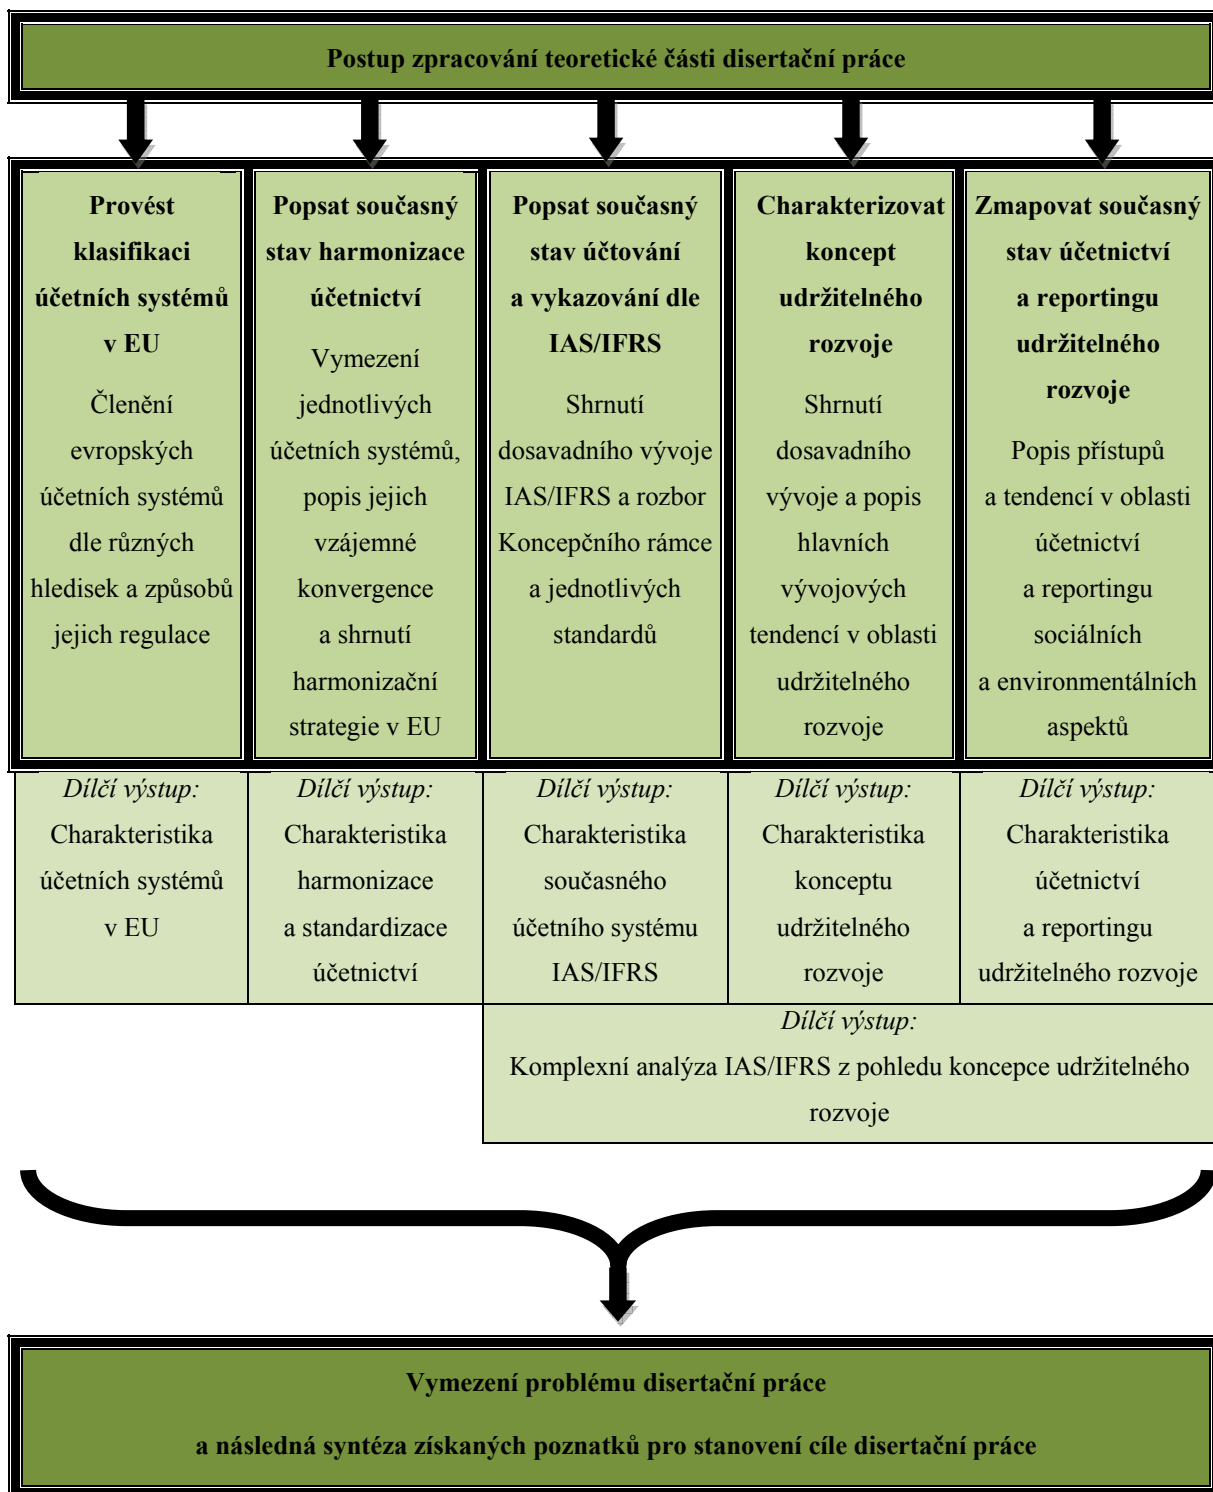 Postup zpracování teoretické části disertační práce
Provést
klasifikaci
účetních systémů
v EU
Členění
evropských
účetních systémů
dle různých
hledisek a způsobů
jejich regulace
Popsat současný
stav harmonizace
účetnictví
Vymezení
jednotlivých
účetních systémů,
popis jejich
vzájemné
konvergence
a shrnutí
harmonizační
strategie v EU
Popsat současný
stav účtování
a vykazování dle
IAS/IFRS
Shrnutí
dosavadního vývoje
IAS/IFRS a rozbor
Koncepčního rámce
a jednotlivých
standardů
Charakterizovat
koncept
udržitelného
rozvoje
Shrnutí
dosavadního
vývoje a popis
hlavních
vývojových
tendencí v oblasti
udržitelného
rozvoje
Zmapovat současný
stav účetnictví
a reportingu
udržitelného
rozvoje
Popis přístupů
a tendencí v oblasti
účetnictví
a reportingu
sociálních
a environmentálních
aspektů
Dílčí výstup:
Charakteristika
účetních systémů
v EU
Dílčí výstup:
Charakteristika
harmonizace
a standardizace
účetnictví
Dílčí výstup:
Charakteristika
současného
účetního systému
IAS/IFRS
Dílčí výstup:
Charakteristika
konceptu
udržitelného
rozvoje
Dílčí výstup:
Charakteristika
účetnictví
a reportingu
udržitelného rozvoje
Dílčí výstup:
Komplexní analýza IAS/IFRS z pohledu koncepce udržitelného
rozvoje
Vymezení problému disertační práce
a následná syntéza získaných poznatků pro stanovení cíle disertační práce